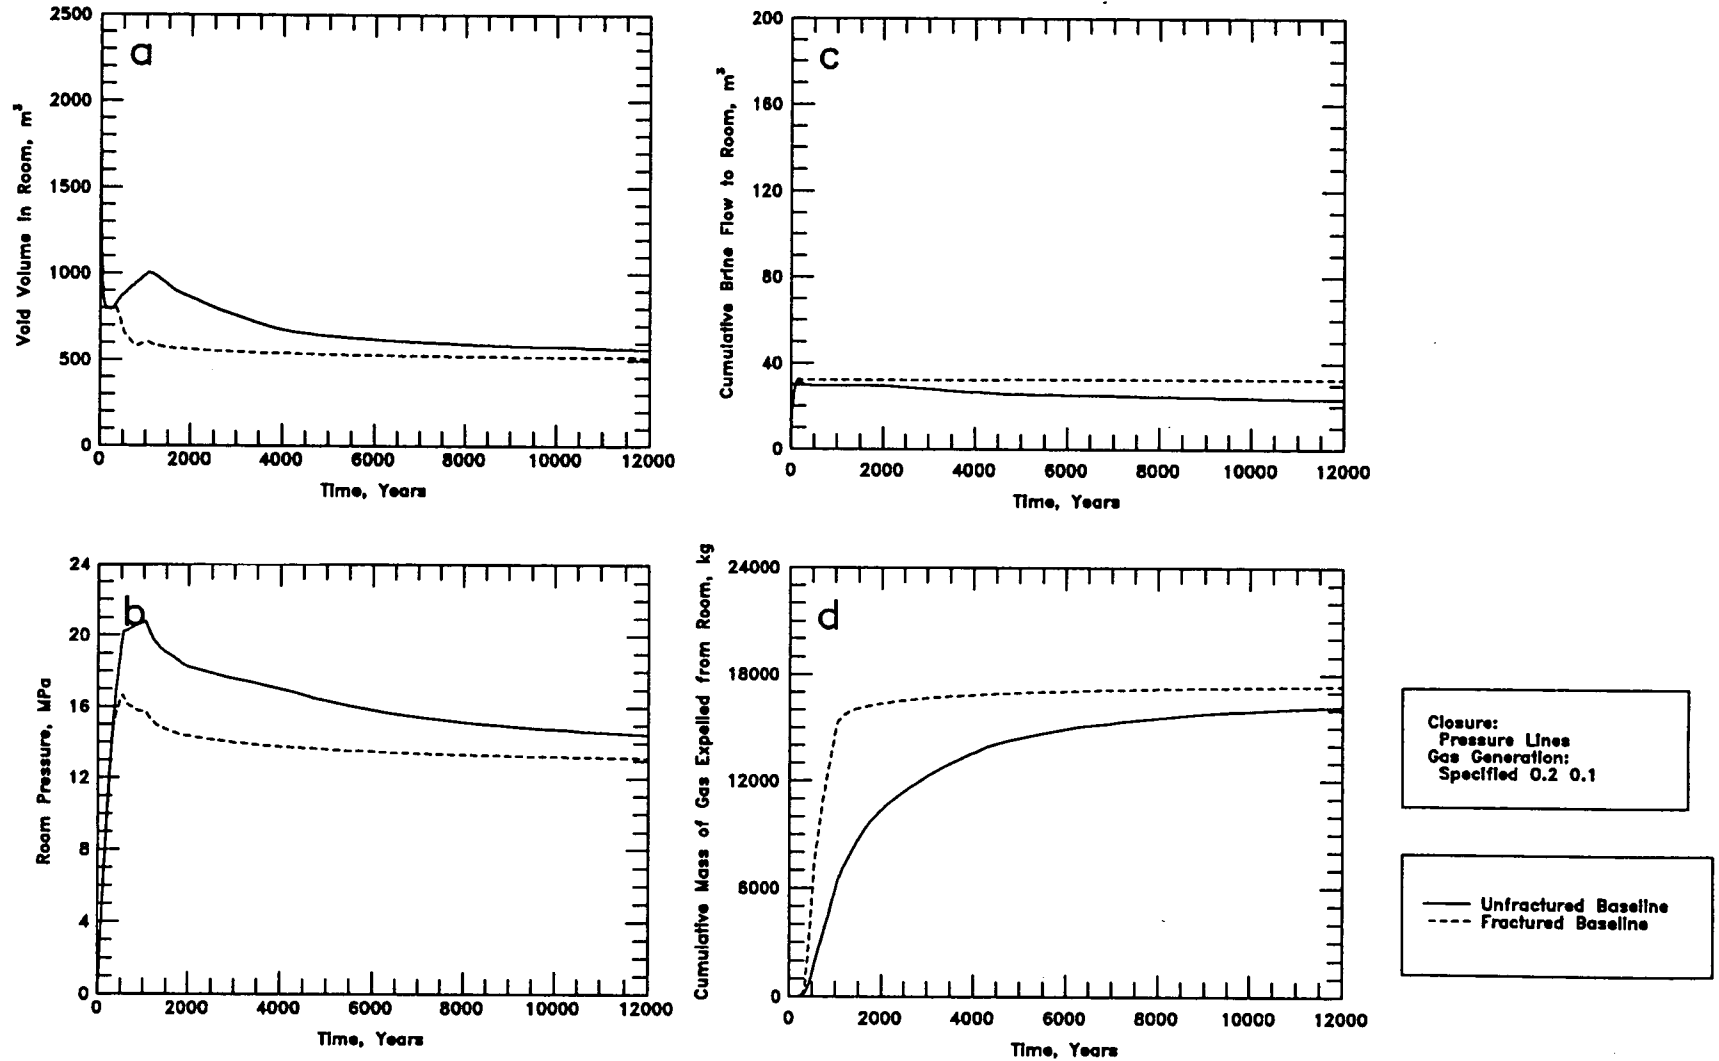 a
Void Volume in Room, m³
2500
2000
1500
1000
500
0
0 2000 4000 6000 8000 10000 12000
Time, Years
c
Cumulative Brine Flow to Room, m³
200
160
120
80
40
0
0 2000 4000 6000 8000 10000 12000
Time, Years
b
Room Pressure, MPa
24
20
16
12
8
4
0
0 2000 4000 6000 8000 10000 12000
Time, Years
d
Cumulative Mass of Gas Expelled from Room, kg
24000
18000
12000
6000
0
0 2000 4000 6000 8000 10000 12000
Time, Years
Closure:
Pressure Lines
Gas Generation:
Specified 0.2 0.1
Unfractured Baseline
Fractured Baseline